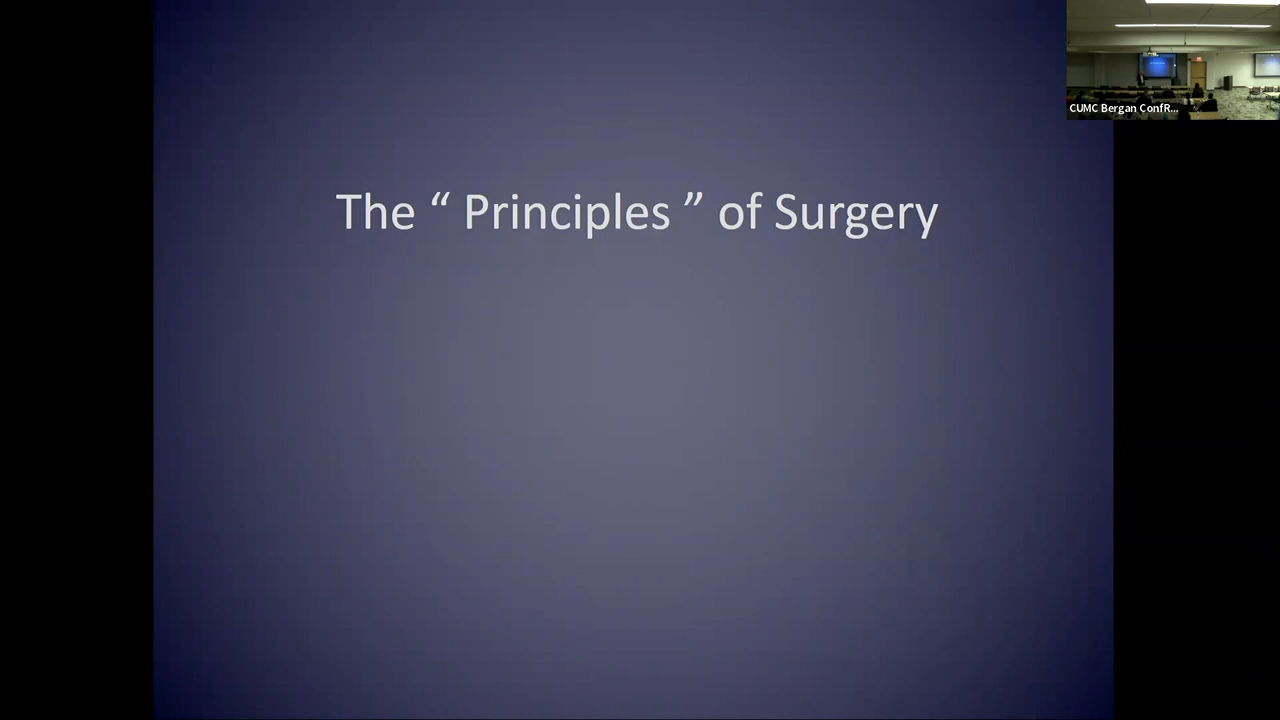 The “ Principles ” of Surgery
CUMC Bergan ConfR...